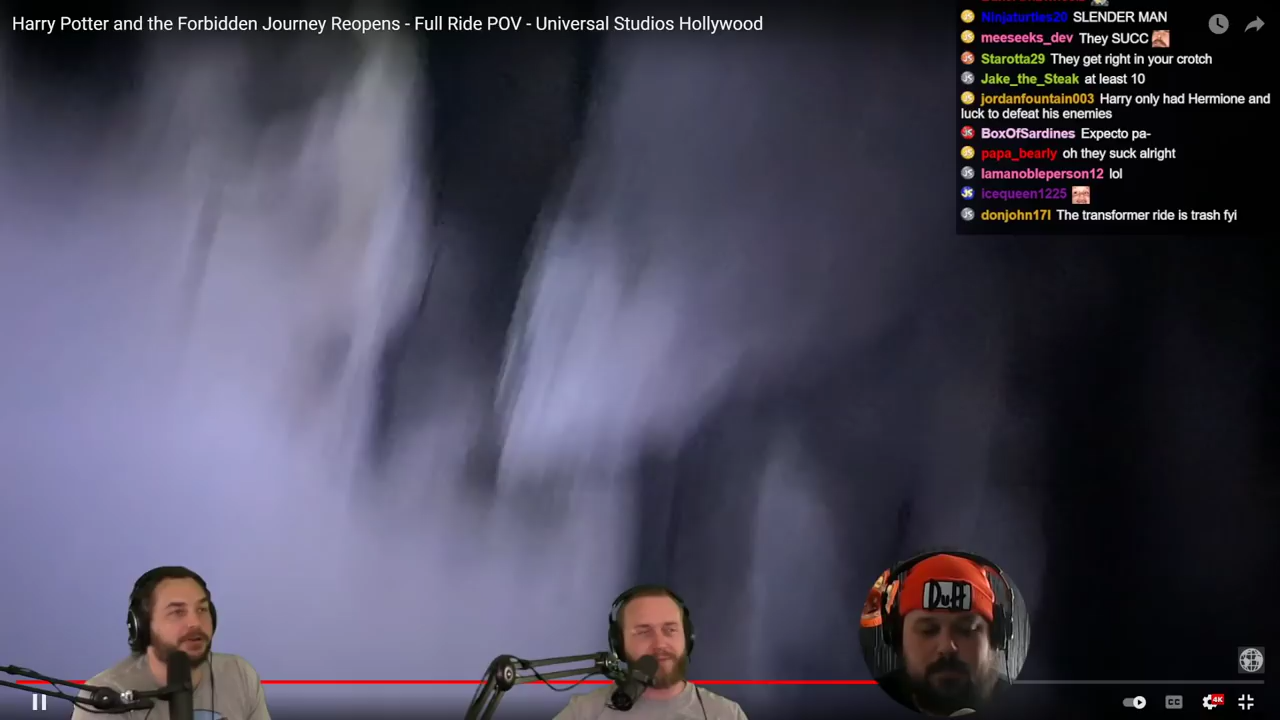 Harry Potter and the Forbidden Journey Reopens - Full Ride POV - Universal Studios Hollywood
Ninjaturtles20 SLENDER MAN
meeseeks_dev They SUCC
Starotta29 They get right in your crotch
Jake_the_Steak at least 10
jordanfountain003 Harry only had Hermione and
luck to defeat his enemies
BoxOfSardines Expecto pa-
papa_bearly oh they suck alright
Iamanobleperson12 lol
icequeen1225
donjohn17l The transformer ride is trash fyi
Duff
CC
4K